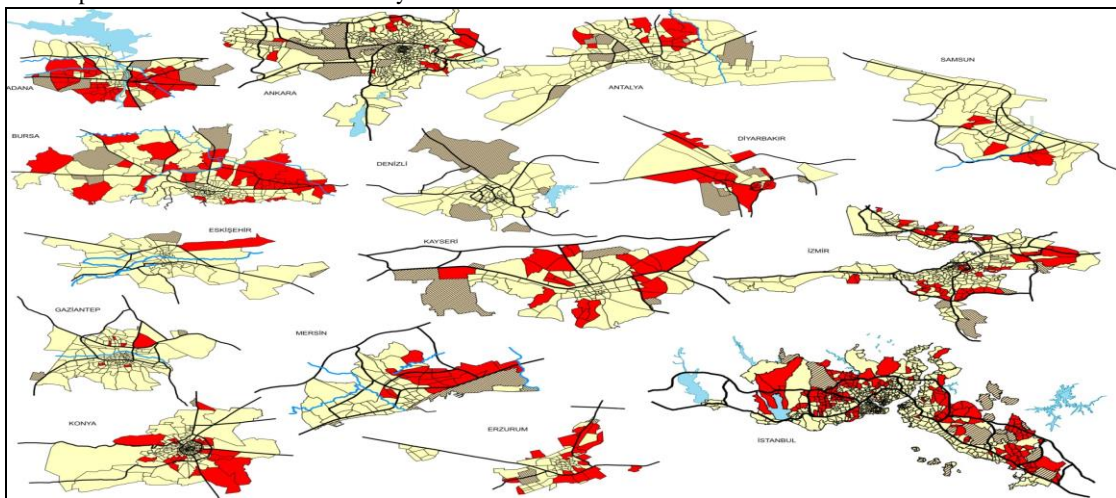 SAMSUN
ADANA
ANKARA
ANTALYA
BURSA
DİYARBAKIR
DENİZLİ
ESKİŞEHİR
KAYSERİ
İZMİR
GAZİANTEP
MERSİN
KONYA
ERZURUM
İSTANBUL